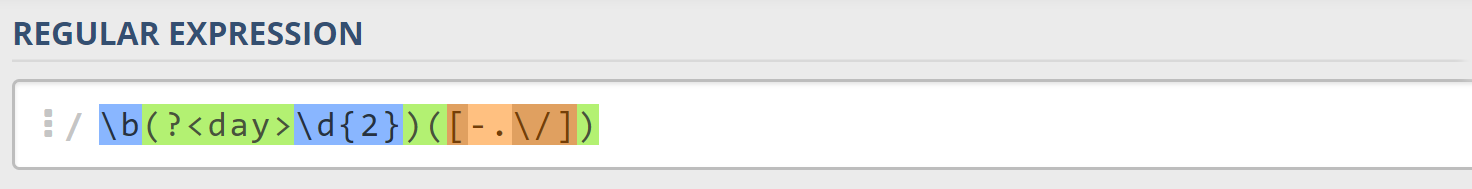 REGULAR EXPRESSION
/ \b(?<day>\d{2})([-.\/])